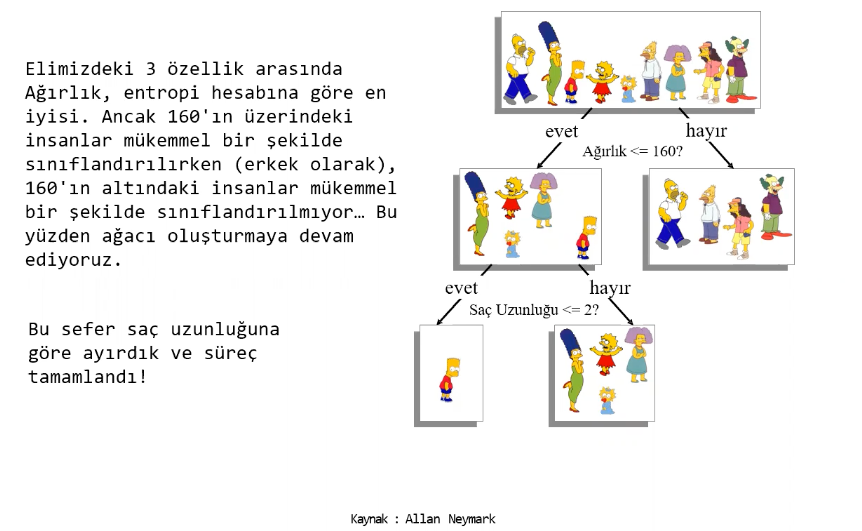 Elimizdeki 3 özellik arasında
Ağırlık, entropi hesabına göre en
iyisi. Ancak 160'ın üzerindeki
insanlar mükemmel bir şekilde
sınıflandırılırken (erkek olarak),
160'ın altındaki insanlar mükemmel
bir şekilde sınıflandırılmıyor… Bu
yüzden ağacı oluşturmaya devam
ediyoruz.
Bu sefer saç uzunluğuna
göre ayırdık ve süreç
tamamlandı!
evet
hayır
Ağırlık <= 160?
evet
hayır
Saç Uzunluğu <= 2?
Kaynak : Allan Neymark